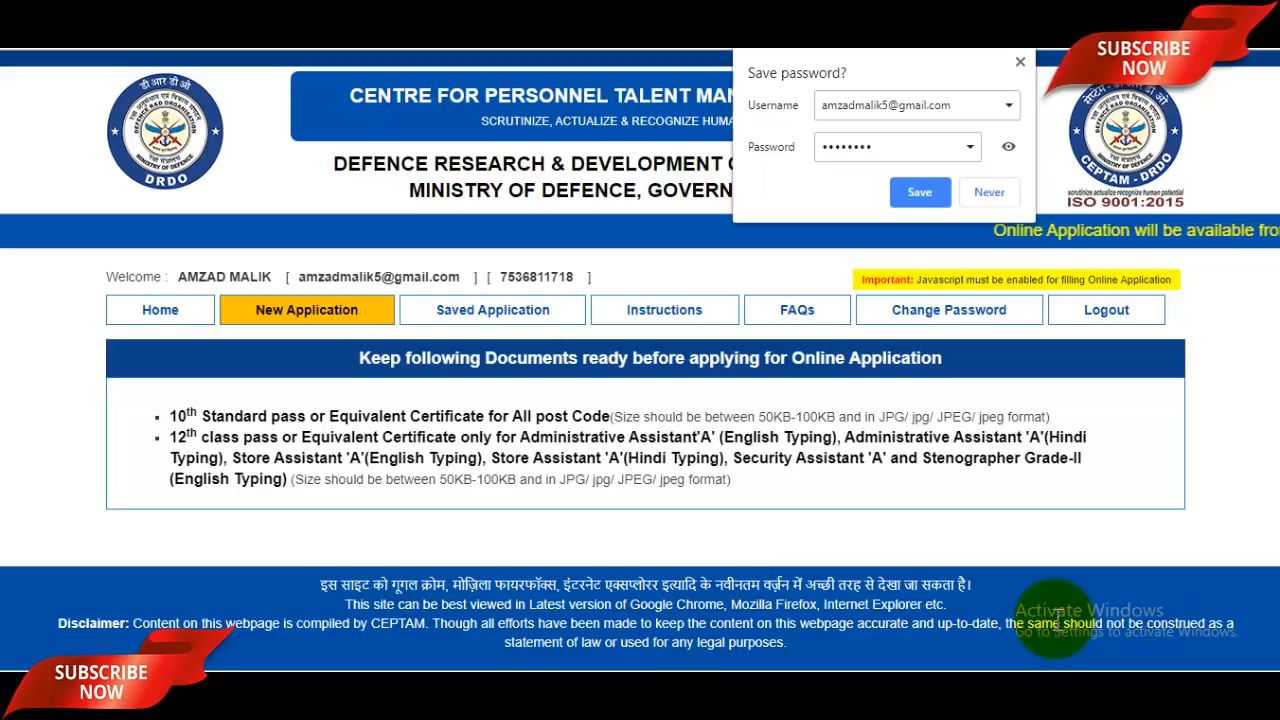 SUBSCRIBE
NOW
Save password?
Username amzadmalik5@gmail.com
Password ••••••••
Save Never
डी आर डी ओ
DRDO
CENTRE FOR PERSONNEL TALENT MAN
SCRUTINIZE, ACTUALIZE & RECOGNIZE HUMA
DEFENCE RESEARCH & DEVELOPMENT
MINISTRY OF DEFENCE, GOVERN
CEPTAM - DRDO
scrutinize actualize recognize human potential
ISO 9001:2015
Online Application will be available fro
Welcome : AMZAD MALIK [ amzadmalik5@gmail.com ] [ 7536811718 ]
Important: Javascript must be enabled for filling Online Application
Home New Application Saved Application Instructions FAQs Change Password Logout
Keep following Documents ready before applying for Online Application
10th Standard pass or Equivalent Certificate for All post Code(Size should be between 50KB-100KB and in JPG/ jpg/ JPEG/ jpeg format)
12th class pass or Equivalent Certificate only for Administrative Assistant'A' (English Typing), Administrative Assistant 'A'(Hindi
Typing), Store Assistant 'A'(English Typing), Store Assistant 'A'(Hindi Typing), Security Assistant 'A' and Stenographer Grade-II
(English Typing) (Size should be between 50KB-100KB and in JPG/ jpg/ JPEG/ jpeg format)
इस साइट को गूगल क्रोम, मोज़िला फायरफॉक्स, इंटरनेट एक्सप्लोरर इत्यादि के नवीनतम वर्ज़न में अच्छी तरह से देखा जा सकता है।
This site can be best viewed in Latest version of Google Chrome, Mozilla Firefox, Internet Explorer etc.
Disclaimer: Content on this webpage is compiled by CEPTAM. Though all efforts have been made to keep the content on this webpage accurate and up-to-date, the same should not be construed as a
statement of law or used for any legal purposes.
Activate Windows
Go to Settings to activate Windows.
SUBSCRIBE
NOW